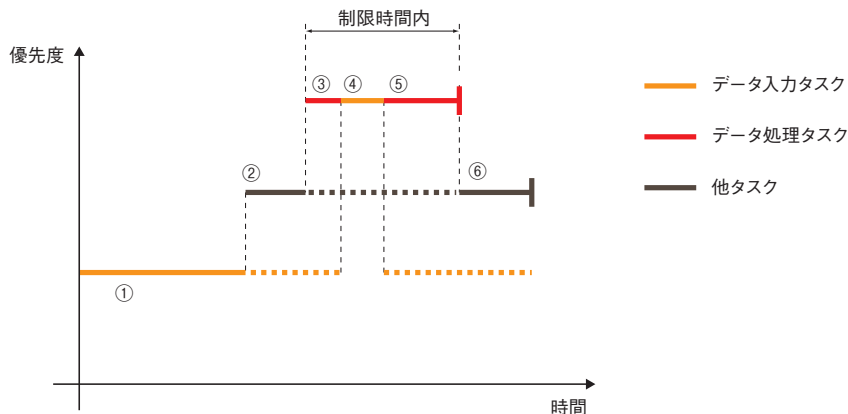 制限時間内
優先度
③ ④ ⑤
② ⑥
①
時間
データ入力タスク
データ処理タスク
他タスク